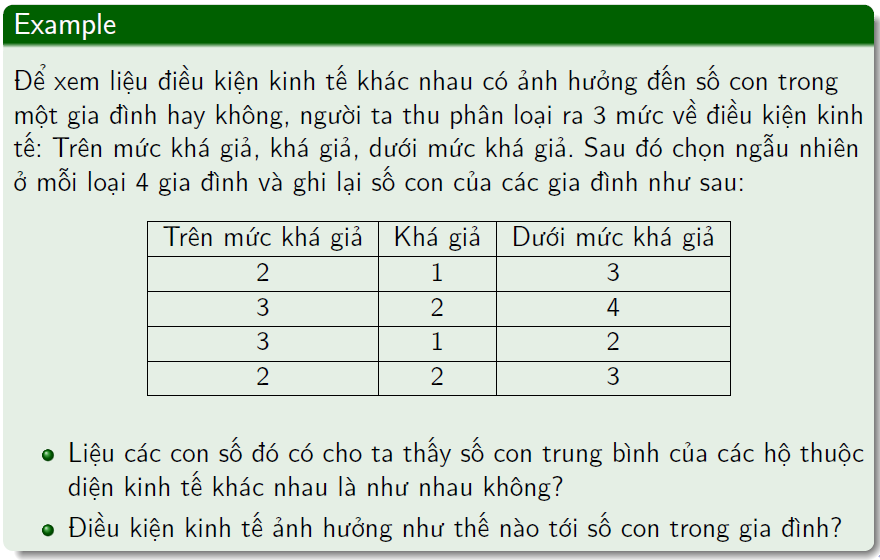 Example
Để xem liệu điều kiện kinh tế khác nhau có ảnh hưởng đến số con trong
một gia đình hay không, người ta thu phân loại ra 3 mức về điều kiện kinh
tế: Trên mức khá giả, khá giả, dưới mức khá giả. Sau đó chọn ngẫu nhiên
ở mỗi loại 4 gia đình và ghi lại số con của các gia đình như sau:
Trên mức khá giả Khá giả Dưới mức khá giả
2 1 3
3 2 4
3 1 2
2 2 3
Liệu các con số đó có cho ta thấy số con trung bình của các hộ thuộc
diện kinh tế khác nhau là như nhau không?
Điều kiện kinh tế ảnh hưởng như thế nào tới số con trong gia đình?